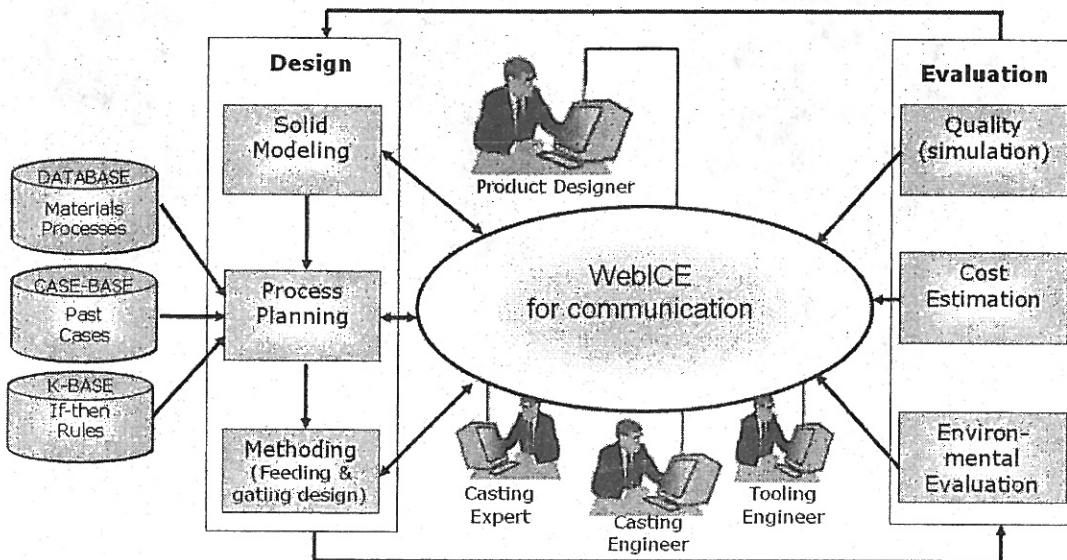 Design
Solid
Modeling
Process
Planning
Methoding
(Feeding &
gating design)
DATABASE
Materials
Processes
CASE-BASE
Past
Cases
K-BASE
If-then
Rules
Product Designer
WebICE
for communication
Casting
Expert
Casting
Engineer
Tooling
Engineer
Evaluation
Quality
(simulation)
Cost
Estimation
Environ-
mental
Evaluation